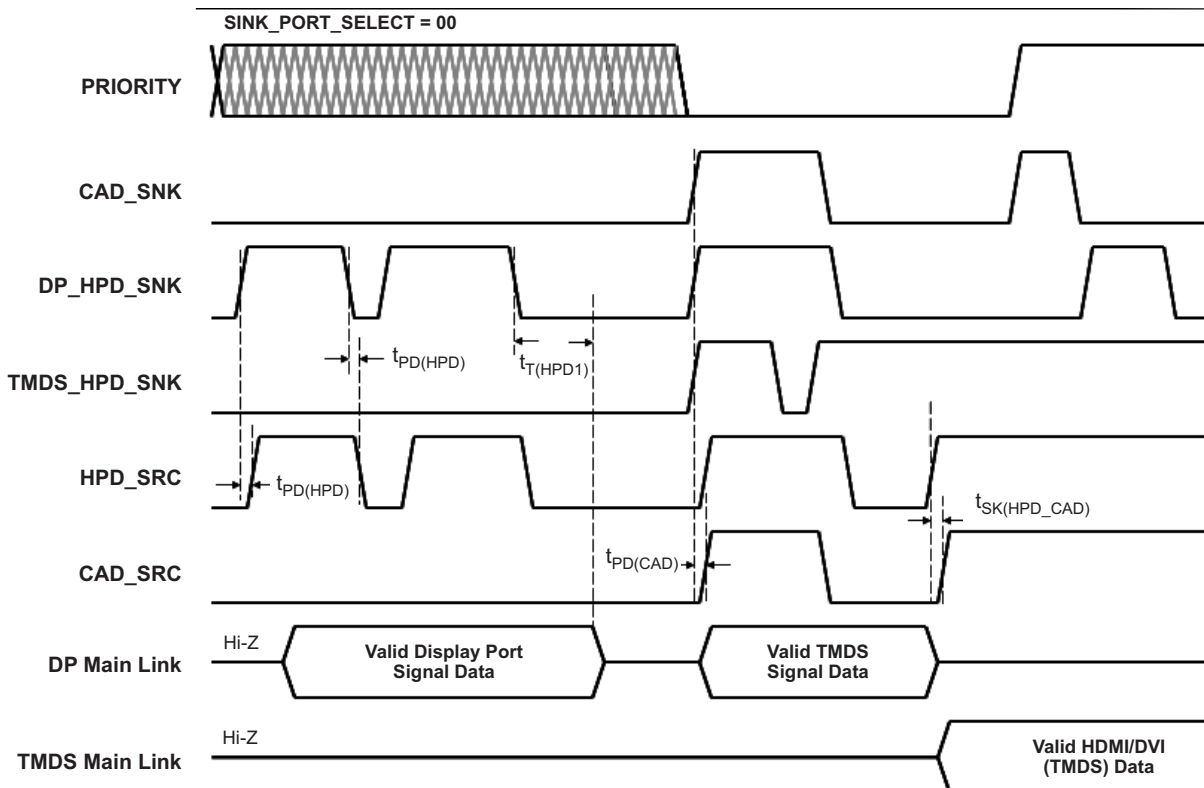 SINK_PORT_SELECT = 00
PRIORITY
CAD_SNK
DP_HPD_SNK
tPD(HPD)
tT(HPD1)
TMDS_HPD_SNK
HPD_SRC
tPD(HPD)
tSK(HPD_CAD)
tPD(CAD)
CAD_SRC
Hi-Z
DP Main Link
Valid Display Port
Signal Data
Valid TMDS
Signal Data
Hi-Z
TMDS Main Link
Valid HDMI/DVI
(TMDS) Data